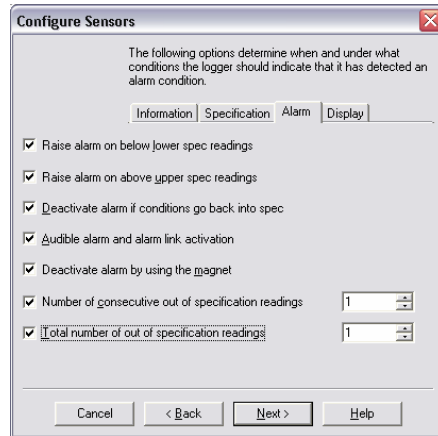 Configure Sensors
The following options determine when and under what
conditions the logger should indicate that it has detected an
alarm condition.
Information Specification Alarm Display
Raise alarm on below lower spec readings
Raise alarm on above upper spec readings
Deactivate alarm if conditions go back into spec
Audible alarm and alarm link activation
Deactivate alarm by using the magnet
Number of consecutive out of specification readings 1
Total number of out of specification readings 1
Cancel < Back Next > Help